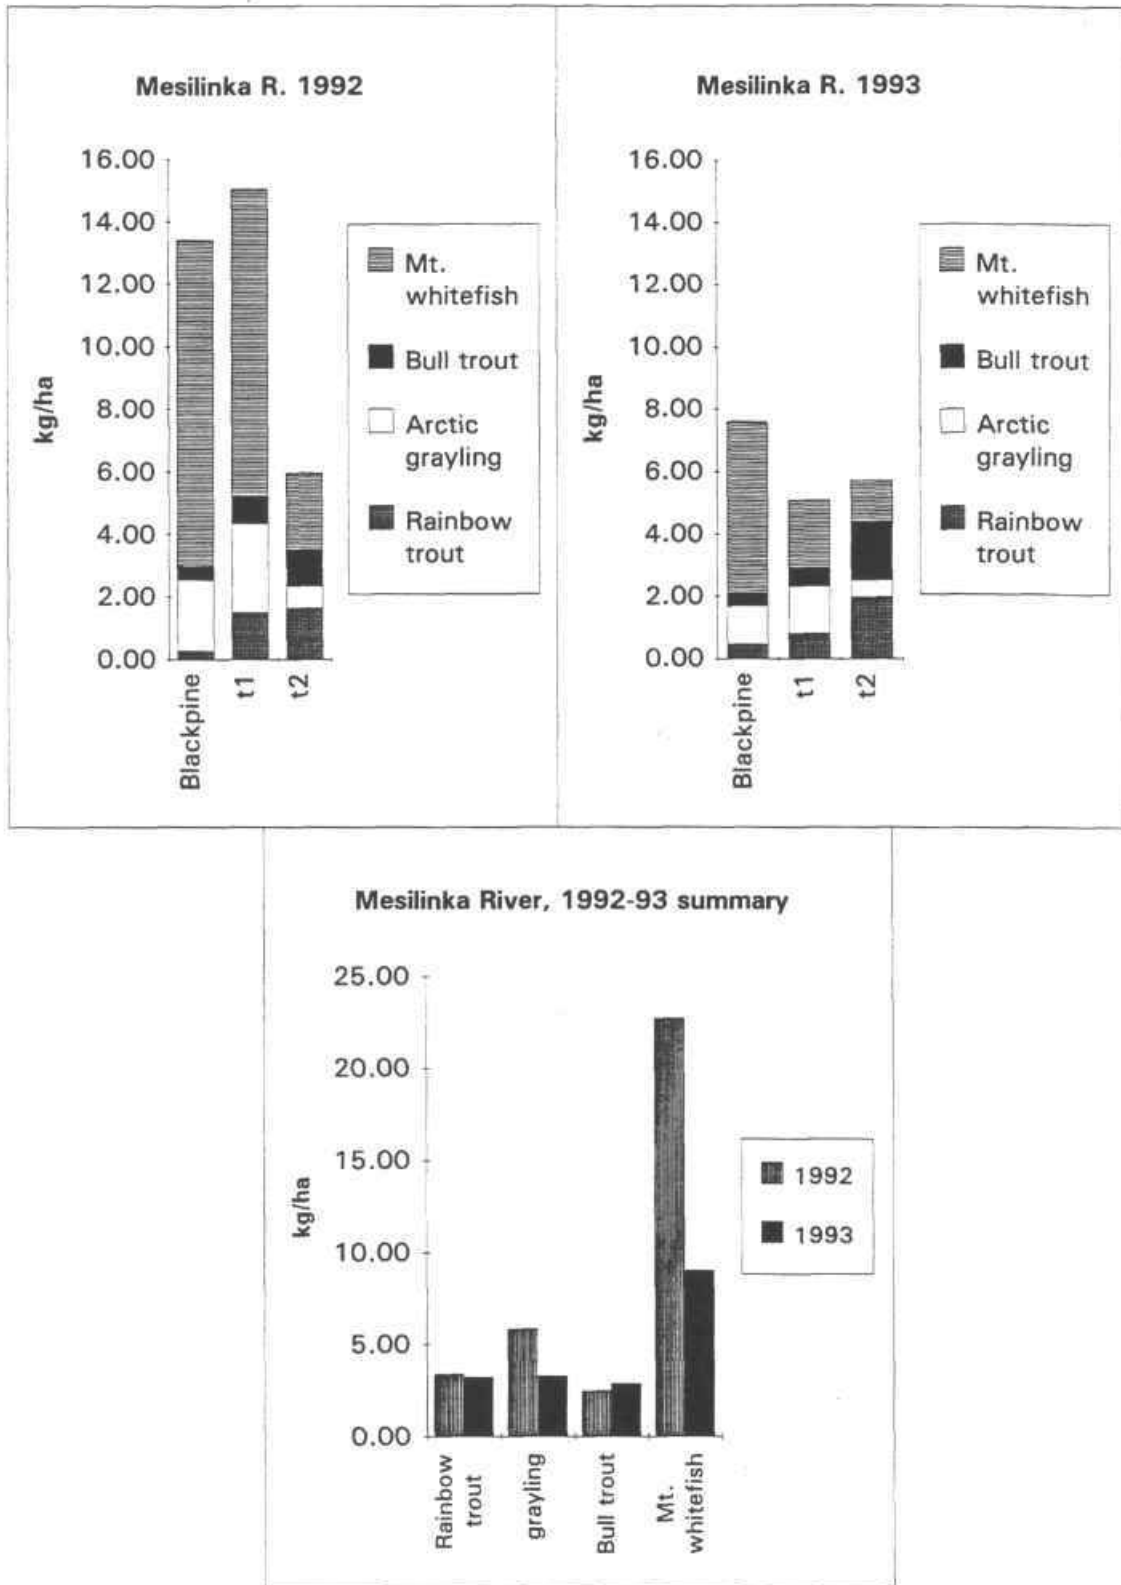 Mesilinka R. 1992
16.00
14.00
12.00
10.00
8.00
6.00
4.00
2.00
0.00
kg/ha
Blackpine
t1
t2
Mt.
whitefish
Bull trout
Arctic
grayling
Rainbow
trout
Mesilinka R. 1993
16.00
14.00
12.00
10.00
8.00
6.00
4.00
2.00
0.00
kg/ha
Blackpine
t1
t2
Mt.
whitefish
Bull trout
Arctic
grayling
Rainbow
trout
Mesilinka River, 1992-93 summary
25.00
20.00
15.00
10.00
5.00
0.00
kg/ha
Rainbow
trout
grayling
Bull trout
Mt.
whitefish
1992
1993